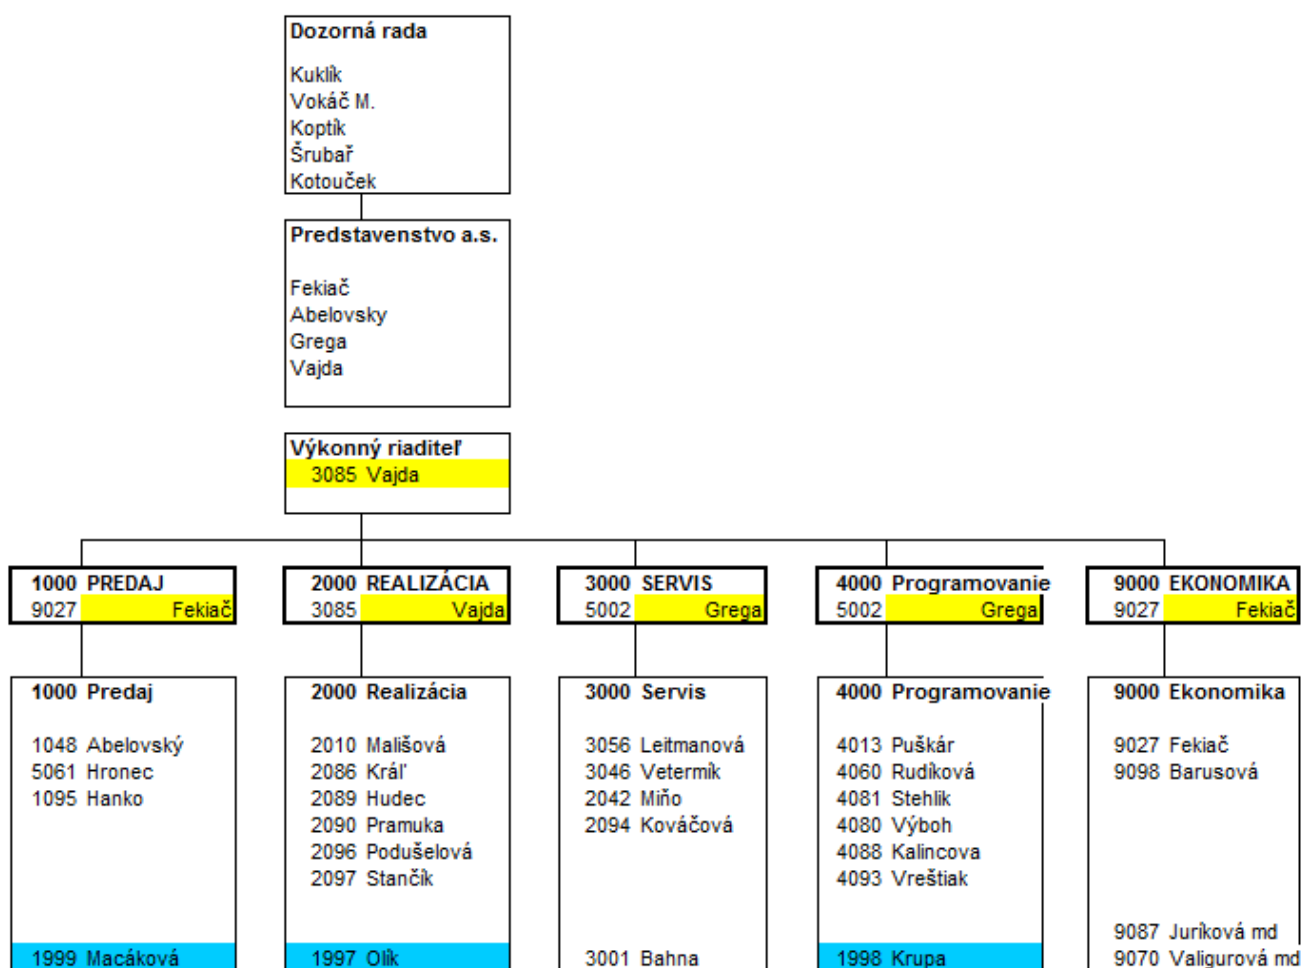 Dozorná rada
Kuklík
Vokáč M.
Koptík
Šrubař
Kotouček
Predstavenstvo a.s.
Fekiač
Abelovsky
Grega
Vajda
Výkonný riaditeľ
3085 Vajda
1000 PREDAJ
9027 Fekiač
2000 REALIZÁCIA
3085 Vajda
3000 SERVIS
5002 Grega
4000 Programovanie
5002 Grega
9000 EKONOMIKA
9027 Fekiač
1000 Predaj
1048 Abelovský
5061 Hronec
1095 Hanko
1999 Macáková
2000 Realizácia
2010 Mališová
2086 Kráľ
2089 Hudec
2090 Pramuka
2096 Podušelová
2097 Stančík
1997 Olík
3000 Servis
3056 Leitmanová
3046 Vetermík
2042 Miňo
2094 Kováčová
3001 Bahna
4000 Programovanie
4013 Puškár
4060 Rudíková
4081 Stehlik
4080 Výboh
4088 Kalincova
4093 Vreštiak
1998 Krupa
9000 Ekonomika
9027 Fekiač
9098 Barusová
9087 Juríková md
9070 Valigurová md